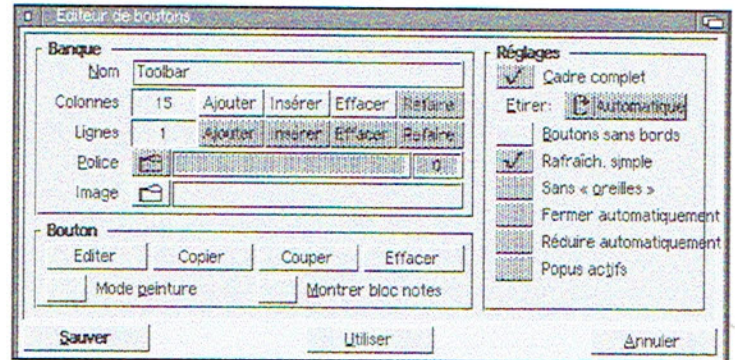 Editeur de boutons
Banque
Nom Toolbar
Colonnes 15 Ajouter Insérer Effacer Refaire
Lignes 1 Ajouter Insérer Effacer Refaire
Police 0
Image
Bouton
Editer Copier Couper Effacer
Mode peinture Montrer bloc notes
Réglages
Cadre complet
Etirer: Automatique
Boutons sans bords
Rafraîch. simple
Sans « oreilles »
Fermer automatiquement
Réduire automatiquement
Popus actifs
Sauver Utiliser Annuler